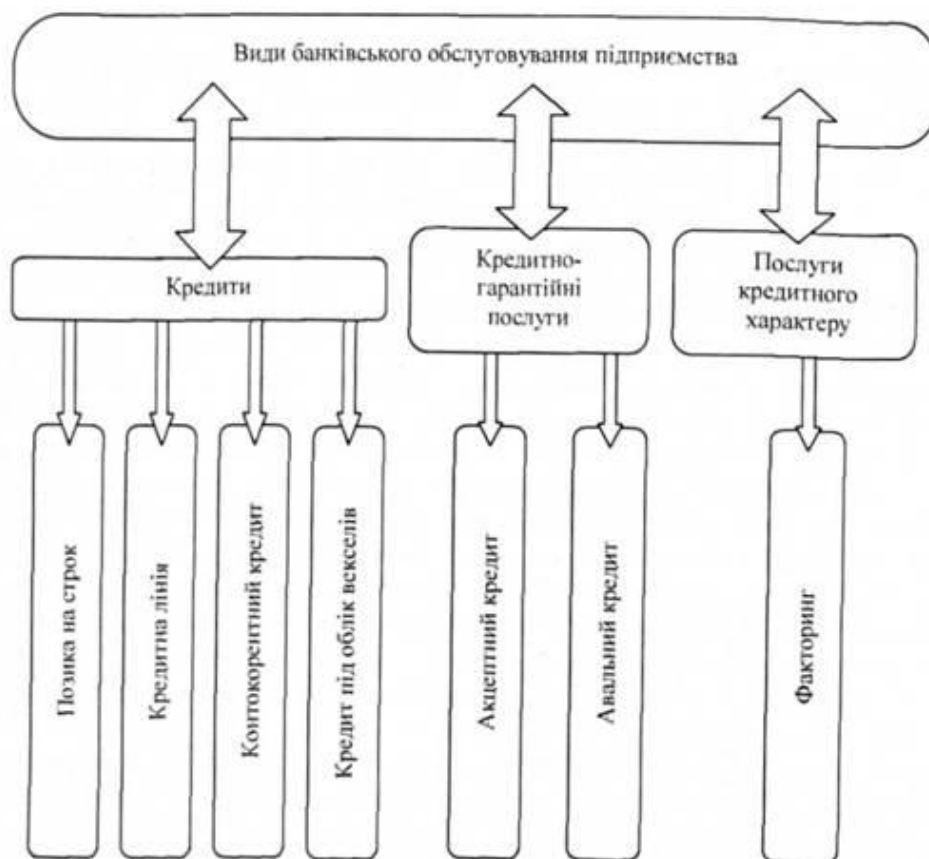 Види банківського обслуговування підприємства
Кредити
Кредитно-
гарантійні
послуги
Послуги
кредитного
характеру
Позика на строк
Кредитна лінія
Контокорентний кредит
Кредит під облік векселів
Акцептний кредит
Авальний кредит
Факторинг